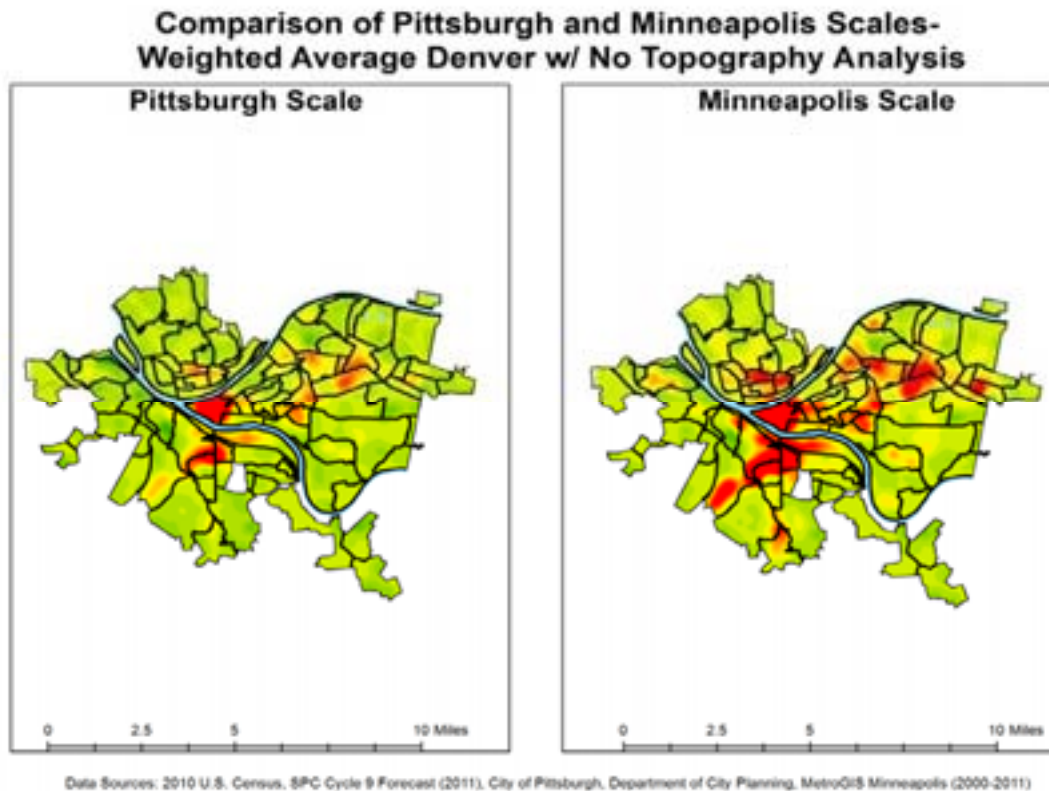 Comparison of Pittsburgh and Minneapolis Scales-
Weighted Average Denver w/ No Topography Analysis
Pittsburgh Scale
Minneapolis Scale
0 2.5 5 10 Miles
0 2.5 5 10 Miles
Data Sources: 2010 U.S. Census, SPC Cycle 9 Forecast (2011), City of Pittsburgh, Department of City Planning, MetroGIS Minneapolis (2000-2011)